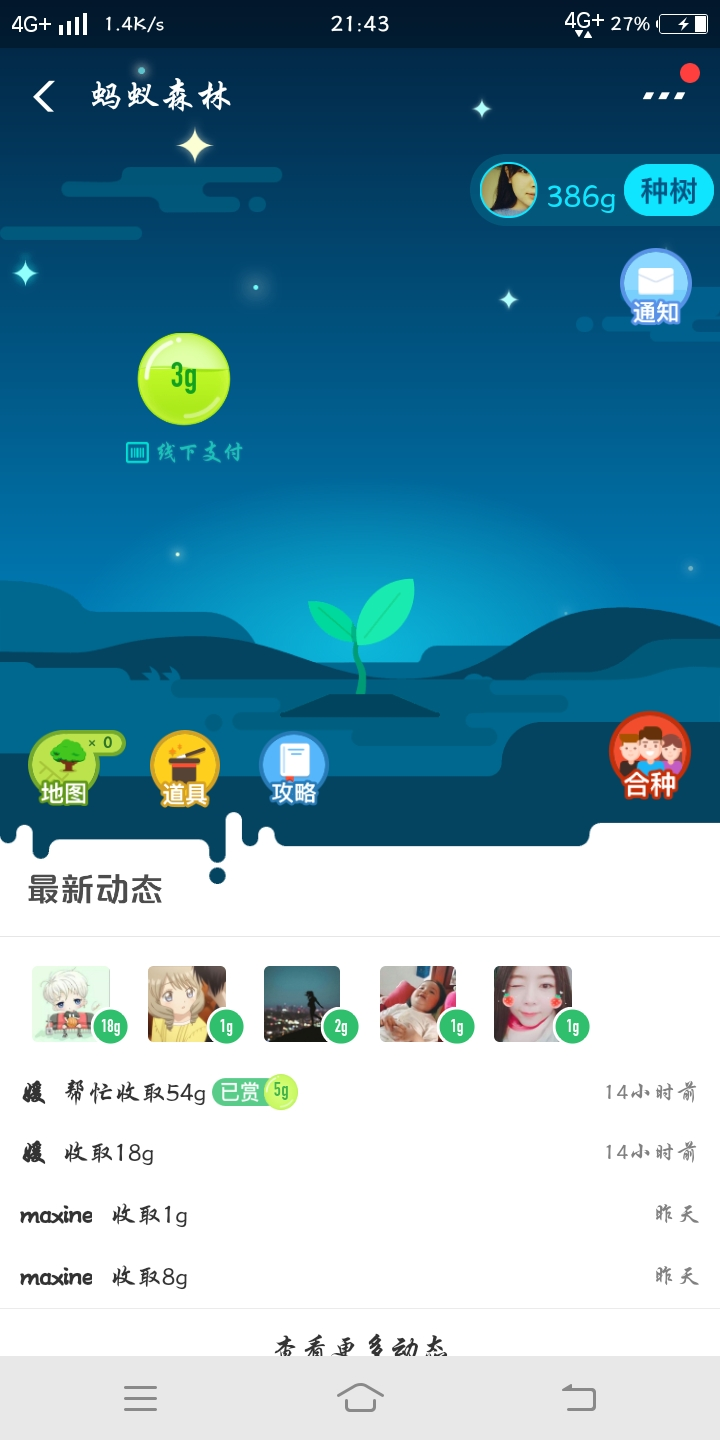 4G+ 1.4K/s 21:43 4G+ 27%
蚂蚁森林
386g 种树
通知
3g
线下支付
× 0
地图 道具 攻略 合种
最新动态
18g 1g 2g 1g 1g
媛 帮忙收取54g 已赏 5g 14小时前
媛 收取18g 14小时前
maxine 收取1g 昨天
maxine 收取8g 昨天
查看更多动态